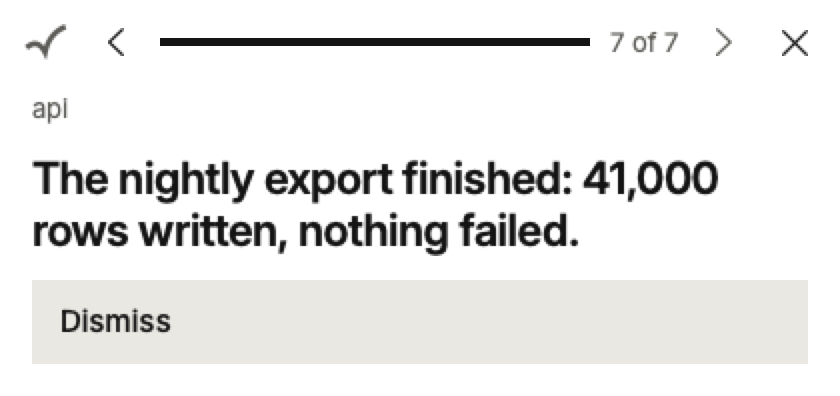 7 of 7
api
The nightly export finished: 41,000
rows written, nothing failed.
Dismiss